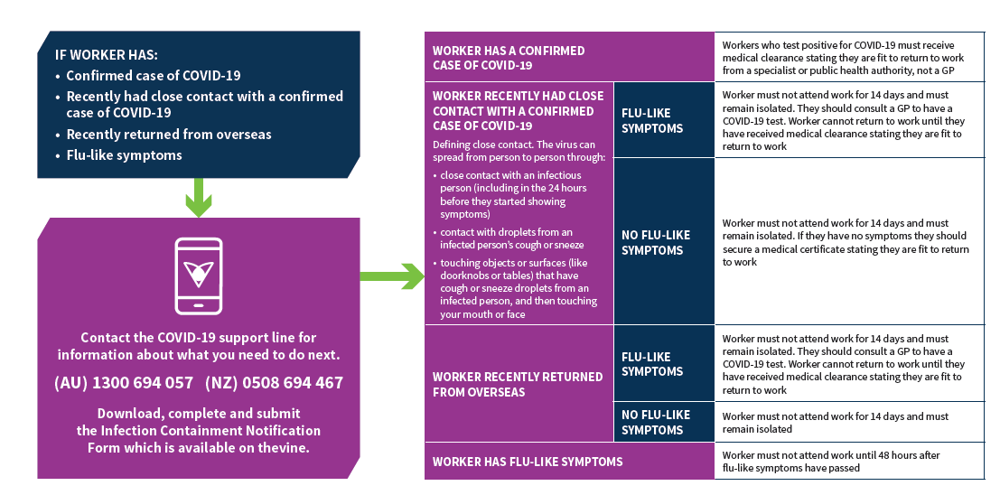 IF WORKER HAS:
• Confirmed case of COVID-19
• Recently had close contact with a confirmed
case of COVID-19
• Recently returned from overseas
• Flu-like symptoms
Contact the COVID-19 support line for
information about what you need to do next.
(AU) 1300 694 057 (NZ) 0508 694 467
Download, complete and submit
the Infection Containment Notification
Form which is available on thevine.
WORKER HAS A CONFIRMED
CASE OF COVID-19
Workers who test positive for COVID-19 must receive
medical clearance stating they are fit to return to work
from a specialist or public health authority, not a GP
WORKER RECENTLY HAD CLOSE
CONTACT WITH A CONFIRMED
CASE OF COVID-19
Defining close contact. The virus can
spread from person to person through:
• close contact with an infectious
person (including in the 24 hours
before they started showing
symptoms)
• contact with droplets from an
infected person's cough or sneeze
• touching objects or surfaces (like
doorknobs or tables) that have
cough or sneeze droplets from an
infected person, and then touching
your mouth or face
FLU-LIKE
SYMPTOMS
Worker must not attend work for 14 days and must
remain isolated. They should consult a GP to have a
COVID-19 test. Worker cannot return to work until they
have received medical clearance stating they are fit to
return to work
NO FLU-LIKE
SYMPTOMS
Worker must not attend work for 14 days and must
remain isolated. If they have no symptoms they should
secure a medical certificate stating they are fit to return
to work
WORKER RECENTLY RETURNED
FROM OVERSEAS
FLU-LIKE
SYMPTOMS
Worker must not attend work for 14 days and must
remain isolated. They should consult a GP to have a
COVID-19 test. Worker cannot return to work until they
have received medical clearance stating they are fit to
return to work
NO FLU-LIKE
SYMPTOMS
Worker must not attend work for 14 days and must
remain isolated
WORKER HAS FLU-LIKE SYMPTOMS
Worker must not attend work until 48 hours after
flu-like symptoms have passed